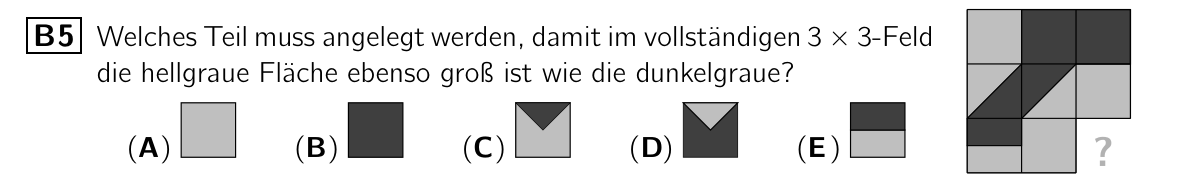 B5 Welches Teil muss angelegt werden, damit im vollständigen 3 × 3-Feld
die hellgraue Fläche ebenso groß ist wie die dunkelgraue?
(A) (B) (C) (D) (E) ?